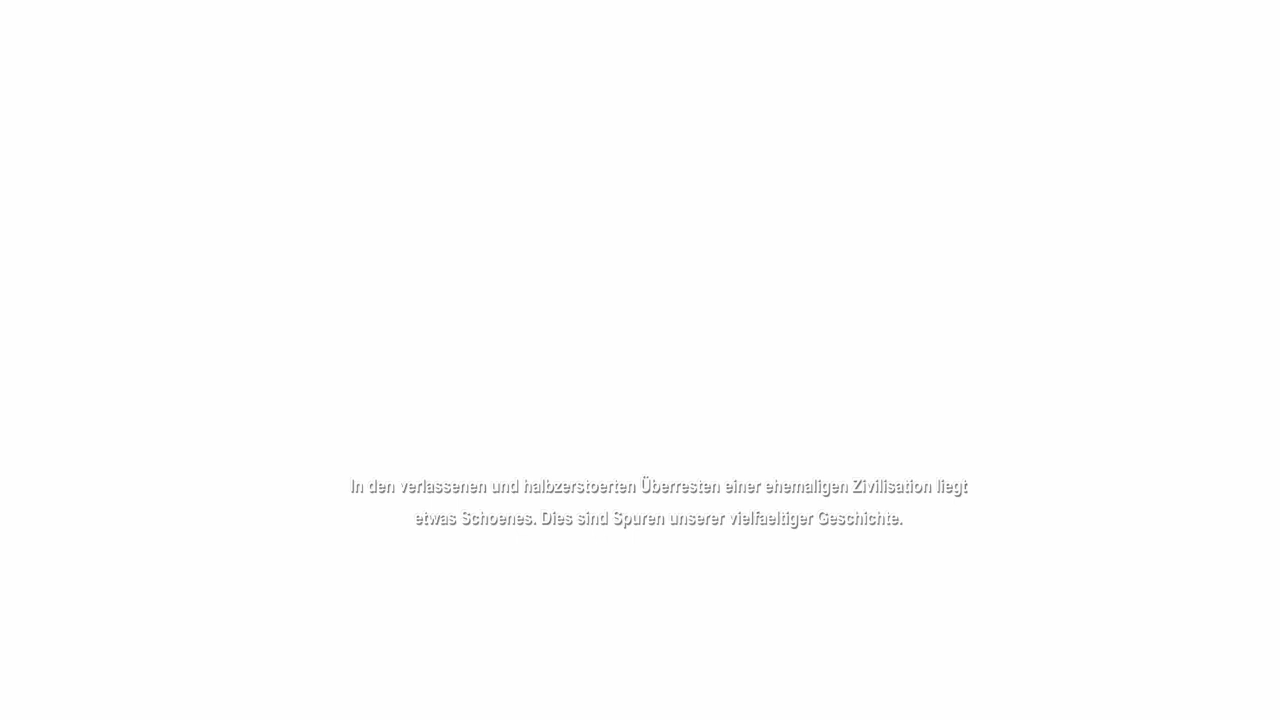 In den verlassenen und halbzerstoerten Überresten einer ehemaligen Zivilisation liegt
etwas Schoenes. Dies sind Spuren unserer vielfaeltiger Geschichte.